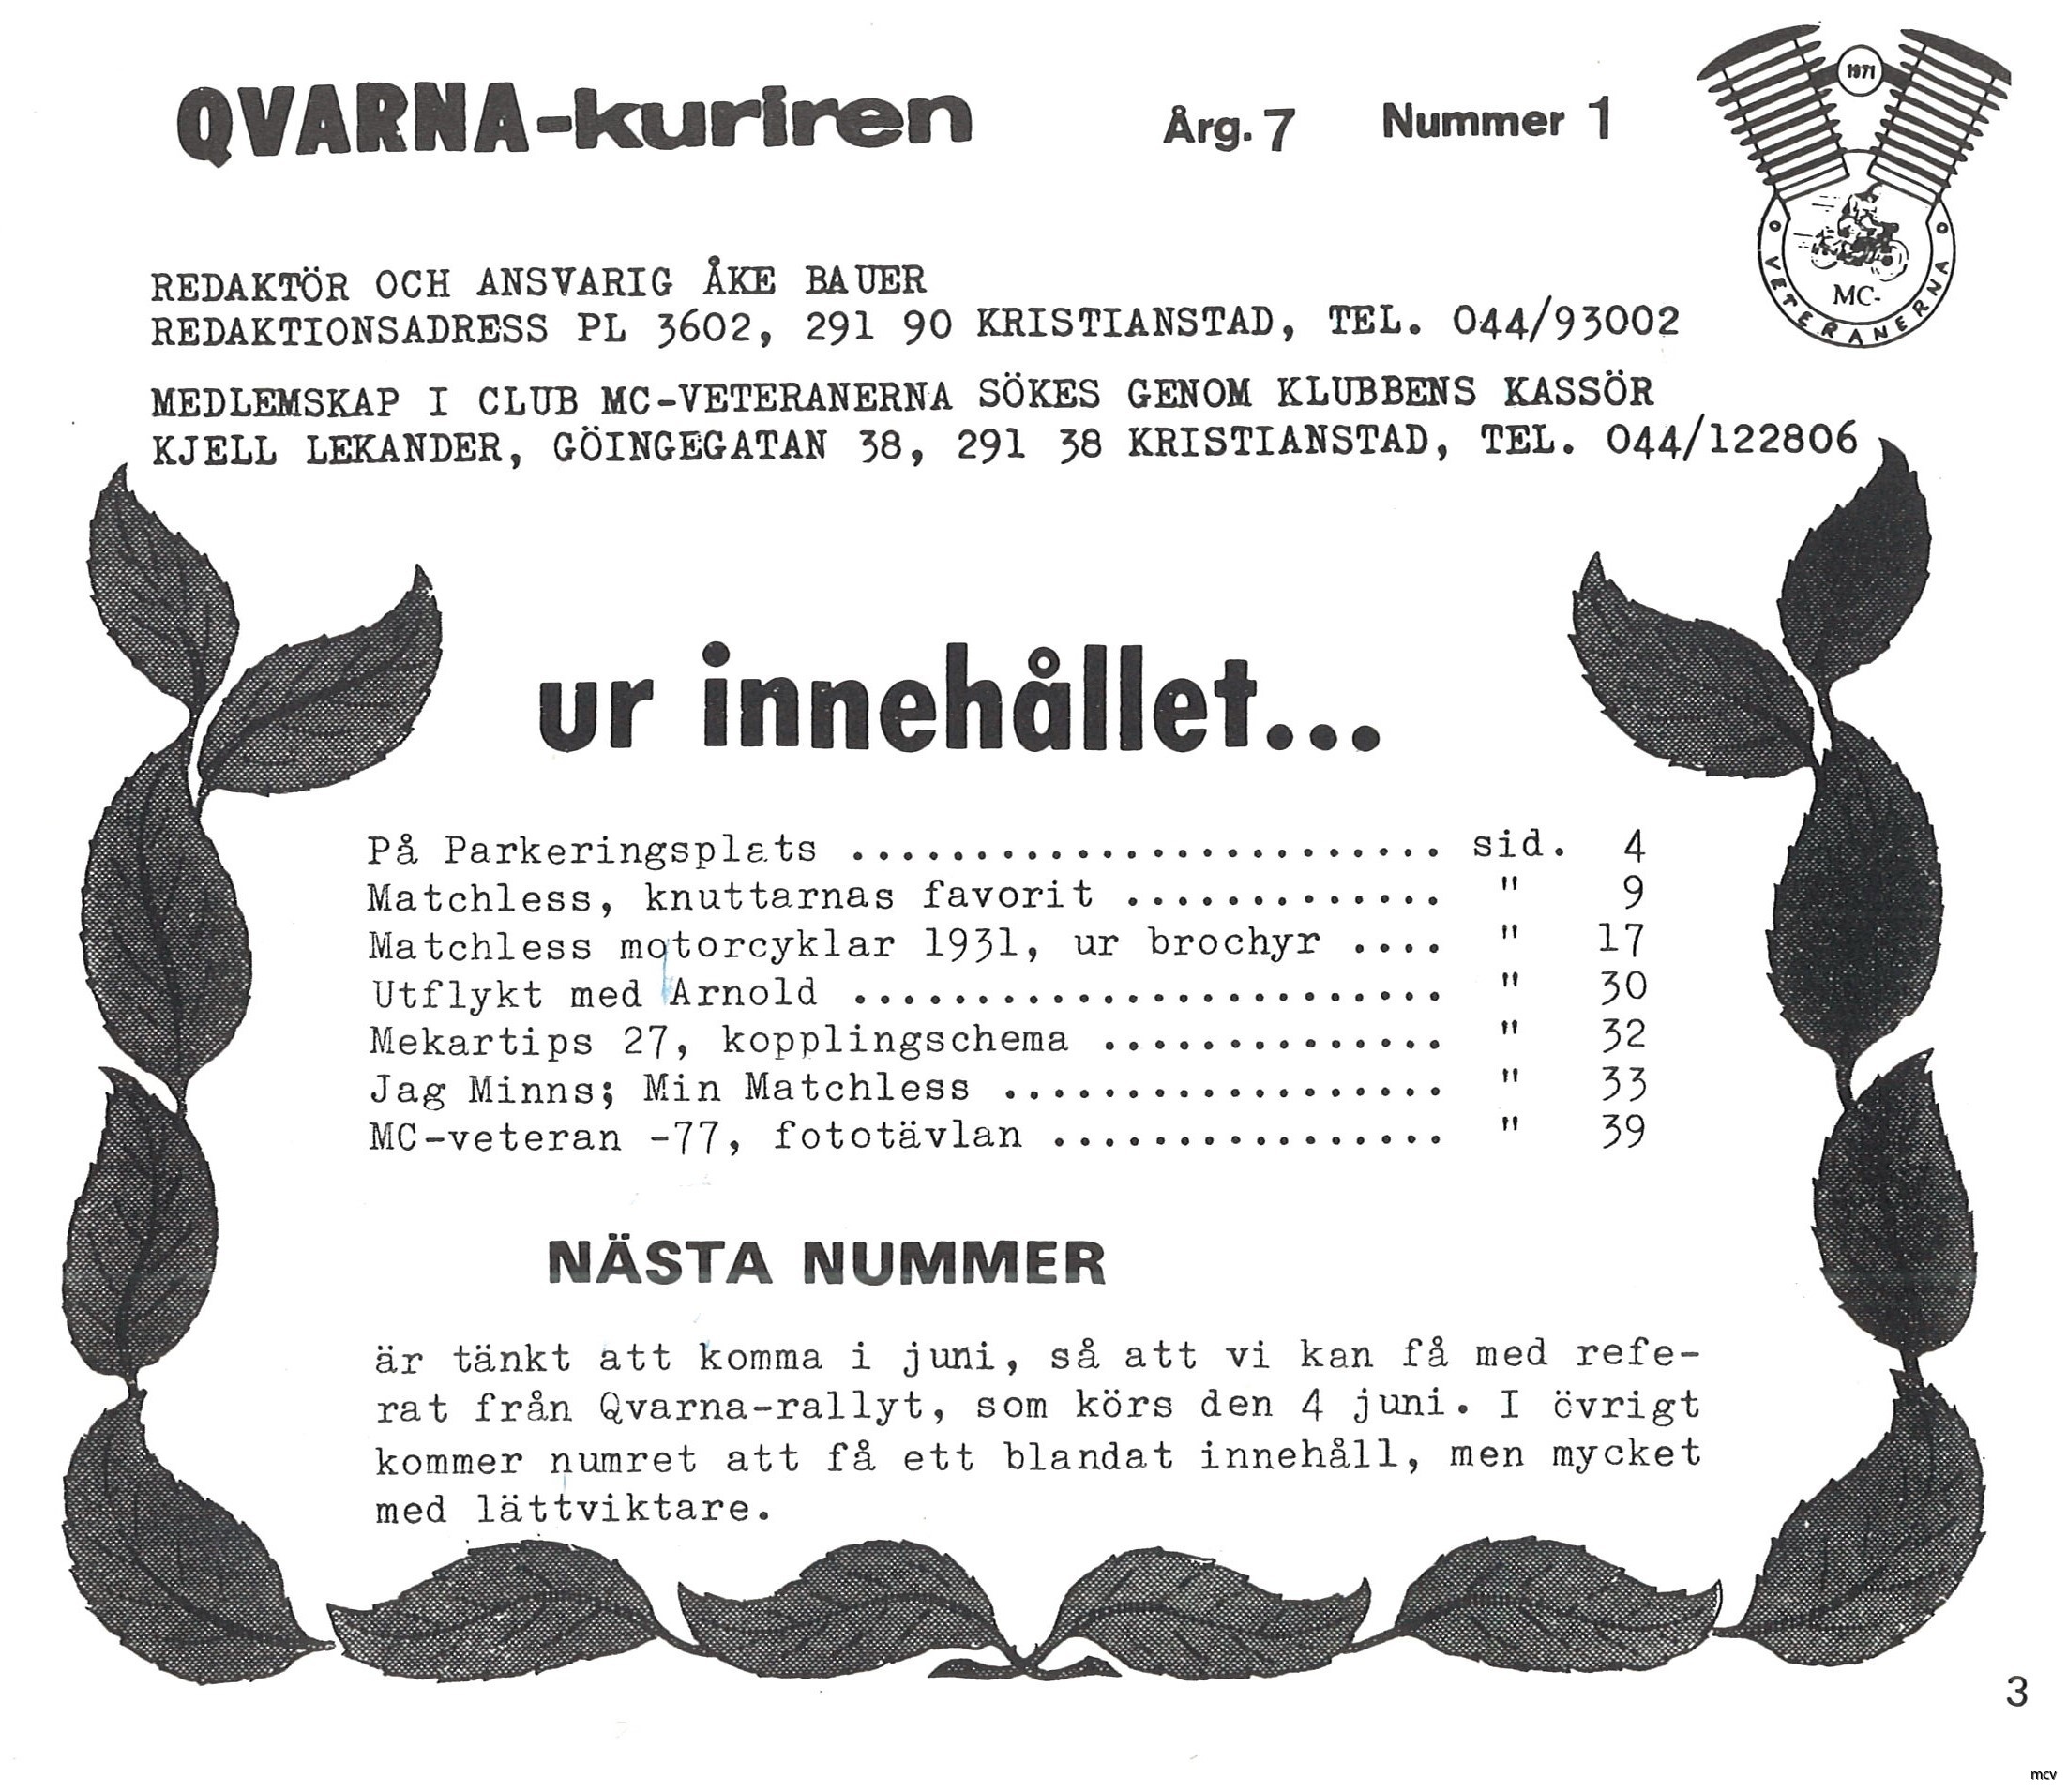 QVARNA-kuriren Årg. 7 Nummer 1
1971
MC-
VETERANERNA
REDAKTÖR OCH ANSVARIG ÅKE BAUER
REDAKTIONSADRESS PL 3602, 291 90 KRISTIANSTAD, TEL. 044/93002
MEDLEMSKAP I CLUB MC-VETERANERNA SÖKES GENOM KLUBBENS KASSÖR
KJELL LEKANDER, GÖINGEGATAN 38, 291 38 KRISTIANSTAD, TEL. 044/122806
ur innehållet...
På Parkeringsplats ........................ sid. 4
Matchless, knuttarnas favorit ............. " 9
Matchless motorcyklar 1931, ur brochyr .... " 17
Utflykt med Arnold ........................ " 30
Mekartips 27, kopplingschema .............. " 32
Jag Minns; Min Matchless .................. " 33
MC-veteran -77, fototävlan ................ " 39
NÄSTA NUMMER
är tänkt att komma i juni, så att vi kan få med refe-
rat från Qvarna-rallyt, som körs den 4 juni. I övrigt
kommer numret att få ett blandat innehåll, men mycket
med lättviktare.
3
mcv